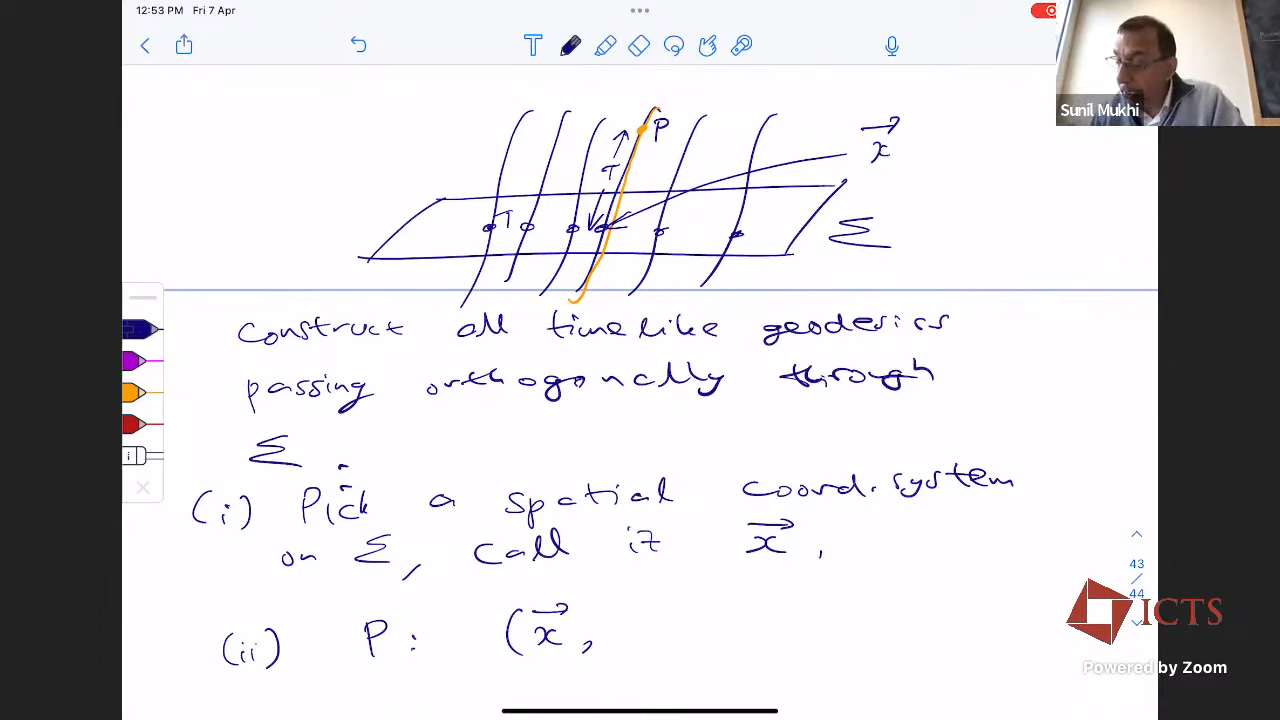 12:53 PM Fri 7 Apr
Sunil Mukhi
P
x⃗
τ
Σ
Construct all timelike geodesics
passing orthogonally through
Σ.
(i) Pick a spatial coord. system
on Σ, call it x⃗,
(ii) P: (x⃗,
43
/
44
ICTS
Powered by Zoom